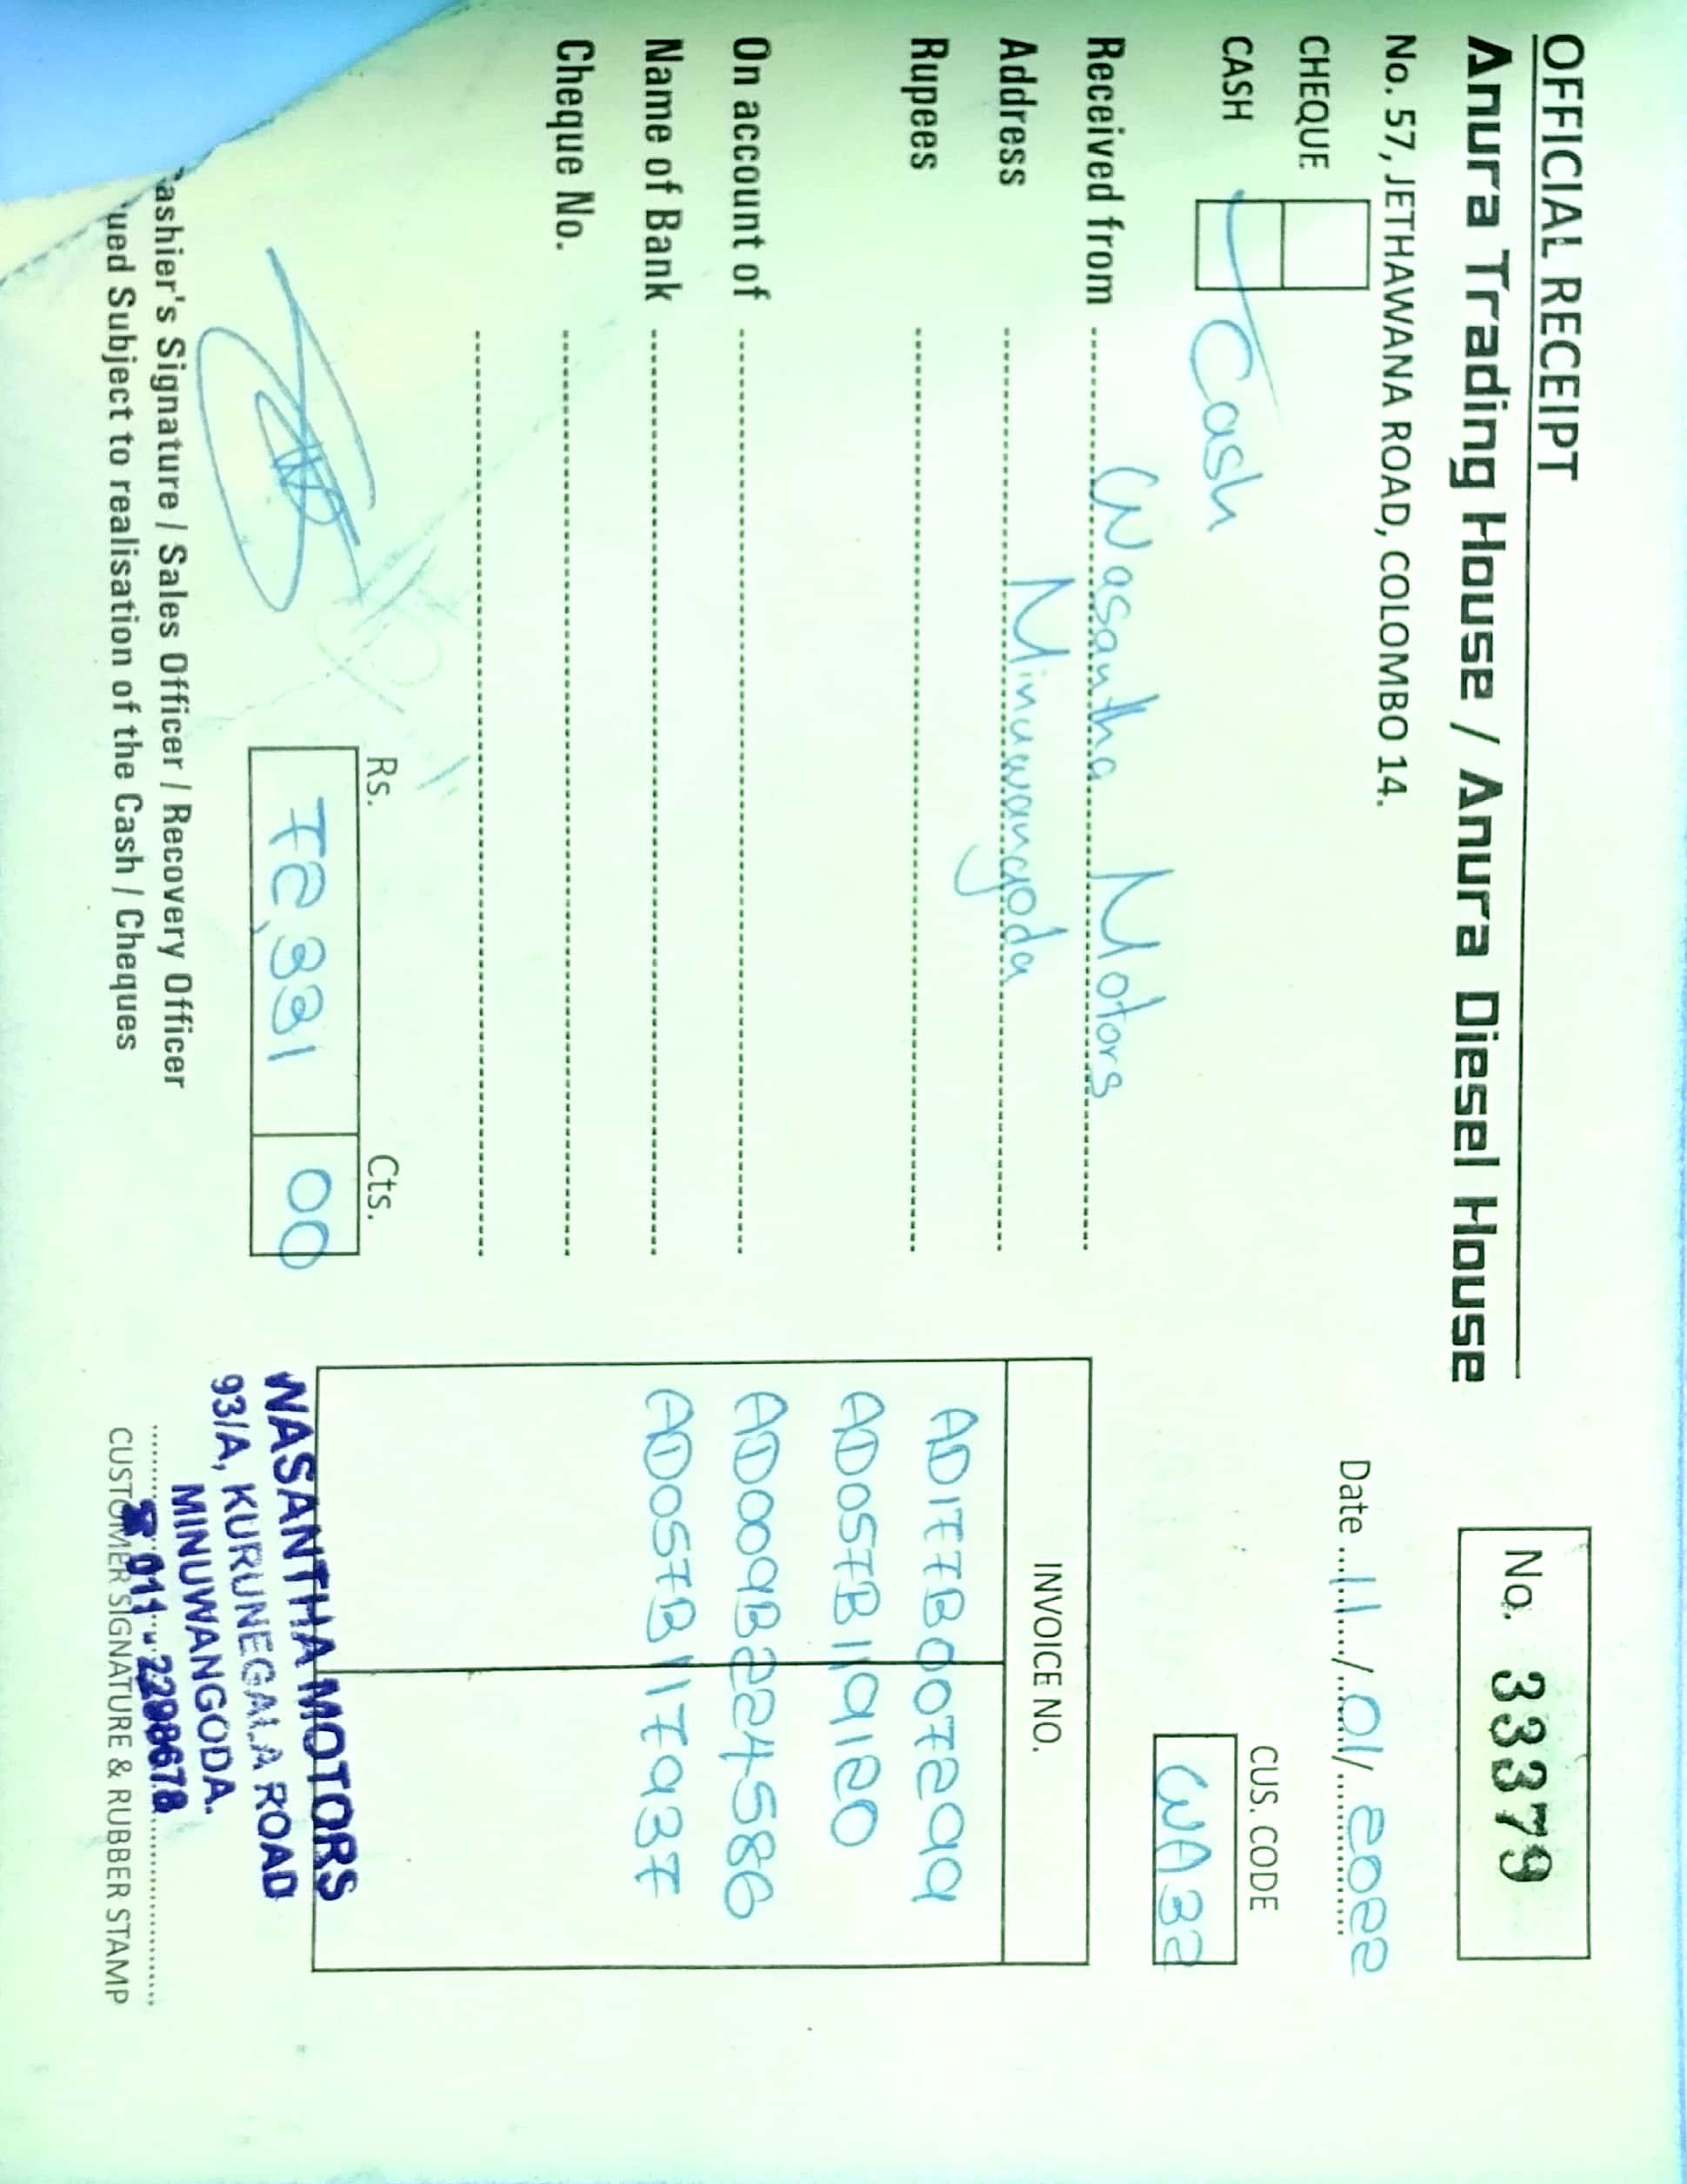 OFFICIAL RECEIPT
Anura Trading House / Anura Diesel House
No. 57, JETHAWANA ROAD, COLOMBO 14.
No. 33379
Date 11/01/2022
CHEQUE
CASH Cash
CUS. CODE
WA32
Received from Wasantha Motors
Address Minuwangoda
Rupees
On account of
Name of Bank
Cheque No.
INVOICE NO.
AD177B007299
AD057B119120
AD009B224586
AD057B117937
Rs. Cts.
72,331 00
WASANTHA MOTORS
93/A, KURUNEGALA ROAD
MINUWANGODA.
☎ 011-2298678
ashier's Signature / Sales Officer / Recovery Officer
ued Subject to realisation of the Cash / Cheques
CUSTOMER SIGNATURE & RUBBER STAMP